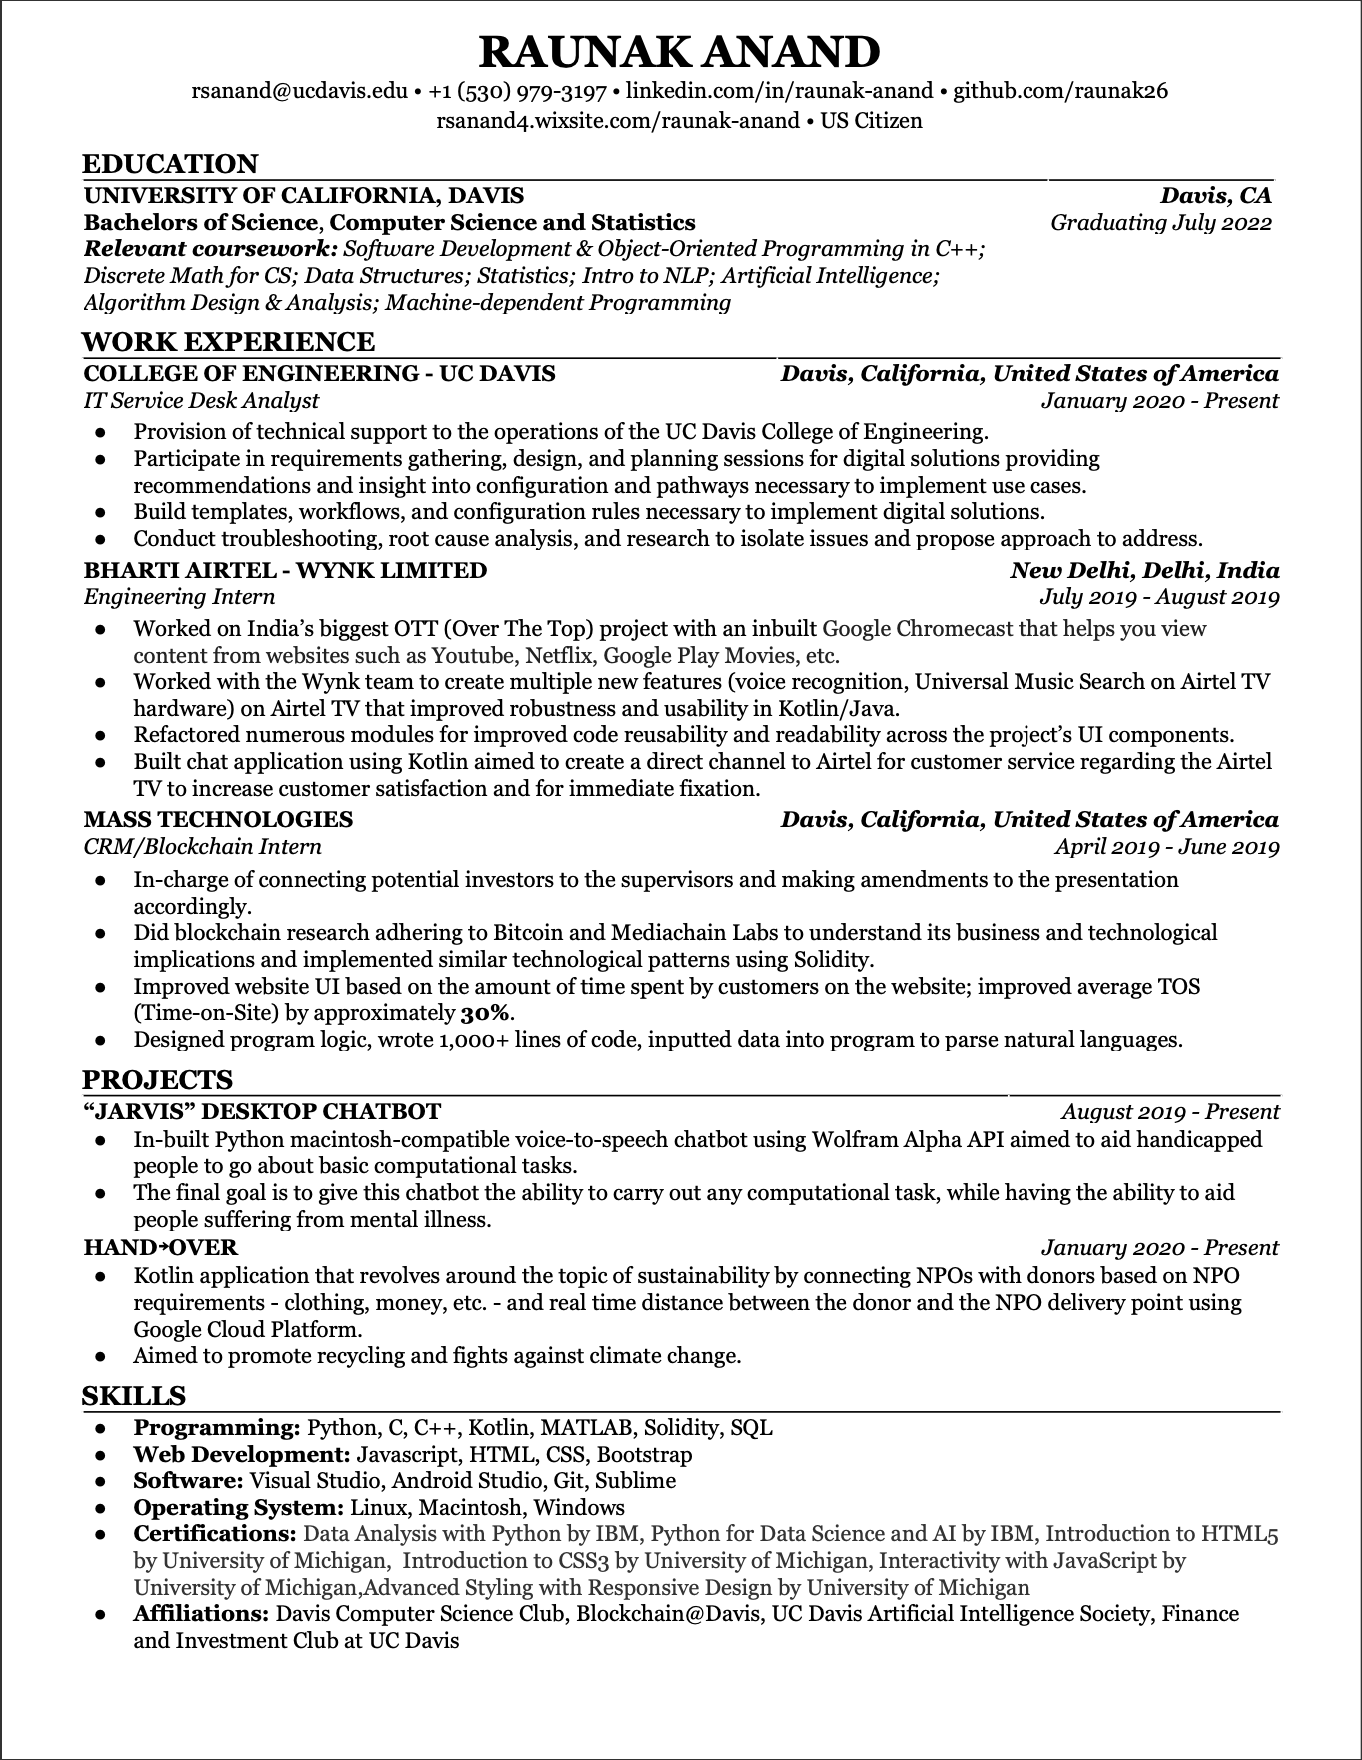 RAUNAK ANAND
rsanand@ucdavis.edu • +1 (530) 979-3197 • linkedin.com/in/raunak-anand • github.com/raunak26
rsanand4.wixsite.com/raunak-anand • US Citizen
EDUCATION
UNIVERSITY OF CALIFORNIA, DAVIS Davis, CA
Bachelors of Science, Computer Science and Statistics Graduating July 2022
Relevant coursework: Software Development & Object-Oriented Programming in C++;
Discrete Math for CS; Data Structures; Statistics; Intro to NLP; Artificial Intelligence;
Algorithm Design & Analysis; Machine-dependent Programming
WORK EXPERIENCE
COLLEGE OF ENGINEERING - UC DAVIS Davis, California, United States of America
IT Service Desk Analyst January 2020 - Present
● Provision of technical support to the operations of the UC Davis College of Engineering.
● Participate in requirements gathering, design, and planning sessions for digital solutions providing
recommendations and insight into configuration and pathways necessary to implement use cases.
● Build templates, workflows, and configuration rules necessary to implement digital solutions.
● Conduct troubleshooting, root cause analysis, and research to isolate issues and propose approach to address.
BHARTI AIRTEL - WYNK LIMITED New Delhi, Delhi, India
Engineering Intern July 2019 - August 2019
● Worked on India's biggest OTT (Over The Top) project with an inbuilt Google Chromecast that helps you view
content from websites such as Youtube, Netflix, Google Play Movies, etc.
● Worked with the Wynk team to create multiple new features (voice recognition, Universal Music Search on Airtel TV
hardware) on Airtel TV that improved robustness and usability in Kotlin/Java.
● Refactored numerous modules for improved code reusability and readability across the project's UI components.
● Built chat application using Kotlin aimed to create a direct channel to Airtel for customer service regarding the Airtel
TV to increase customer satisfaction and for immediate fixation.
MASS TECHNOLOGIES Davis, California, United States of America
CRM/Blockchain Intern April 2019 - June 2019
● In-charge of connecting potential investors to the supervisors and making amendments to the presentation
accordingly.
● Did blockchain research adhering to Bitcoin and Mediachain Labs to understand its business and technological
implications and implemented similar technological patterns using Solidity.
● Improved website UI based on the amount of time spent by customers on the website; improved average TOS
(Time-on-Site) by approximately 30%.
● Designed program logic, wrote 1,000+ lines of code, inputted data into program to parse natural languages.
PROJECTS
“JARVIS” DESKTOP CHATBOT August 2019 - Present
● In-built Python macintosh-compatible voice-to-speech chatbot using Wolfram Alpha API aimed to aid handicapped
people to go about basic computational tasks.
● The final goal is to give this chatbot the ability to carry out any computational task, while having the ability to aid
people suffering from mental illness.
HAND➔OVER January 2020 - Present
● Kotlin application that revolves around the topic of sustainability by connecting NPOs with donors based on NPO
requirements - clothing, money, etc. - and real time distance between the donor and the NPO delivery point using
Google Cloud Platform.
● Aimed to promote recycling and fights against climate change.
SKILLS
● Programming: Python, C, C++, Kotlin, MATLAB, Solidity, SQL
● Web Development: Javascript, HTML, CSS, Bootstrap
● Software: Visual Studio, Android Studio, Git, Sublime
● Operating System: Linux, Macintosh, Windows
● Certifications: Data Analysis with Python by IBM, Python for Data Science and AI by IBM, Introduction to HTML5
by University of Michigan, Introduction to CSS3 by University of Michigan, Interactivity with JavaScript by
University of Michigan,Advanced Styling with Responsive Design by University of Michigan
● Affiliations: Davis Computer Science Club, Blockchain@Davis, UC Davis Artificial Intelligence Society, Finance
and Investment Club at UC Davis